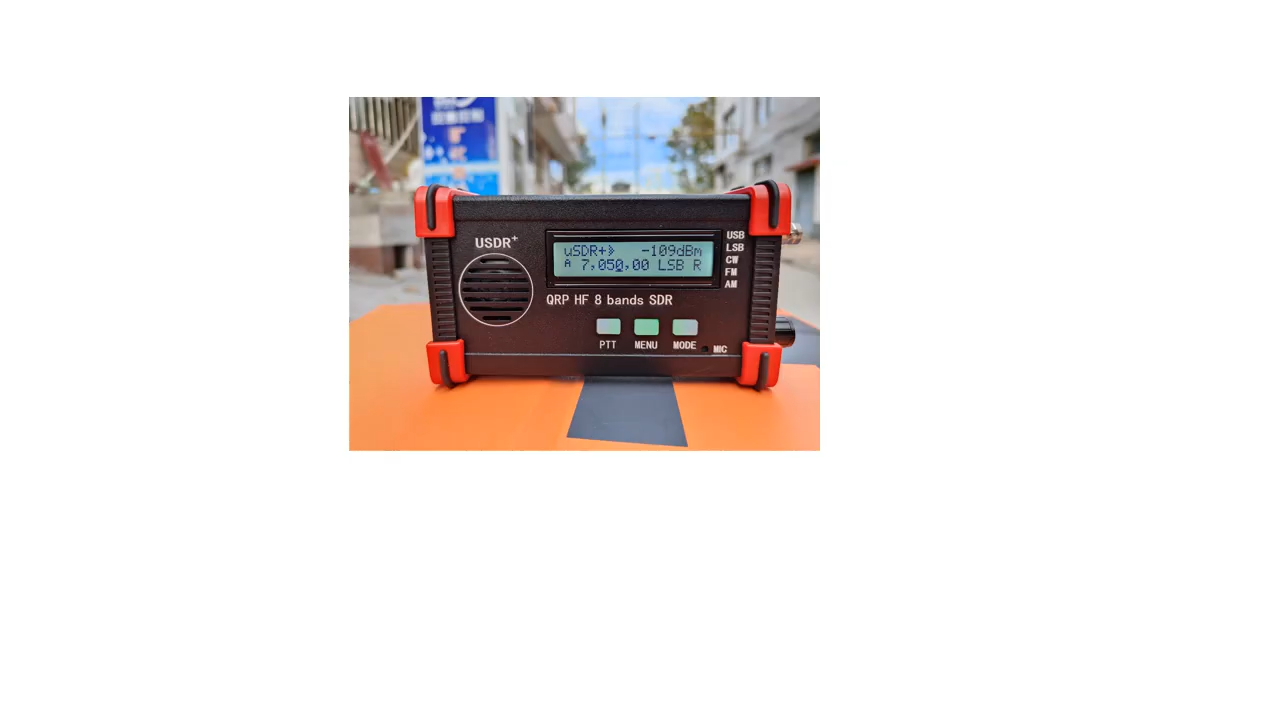 USDR+
uSDR+》 -109dBm
A 7,050,00 LSB R
USB
LSB
CW
FM
AM
QRP HF 8 bands SDR
PTT MENU MODE MIC